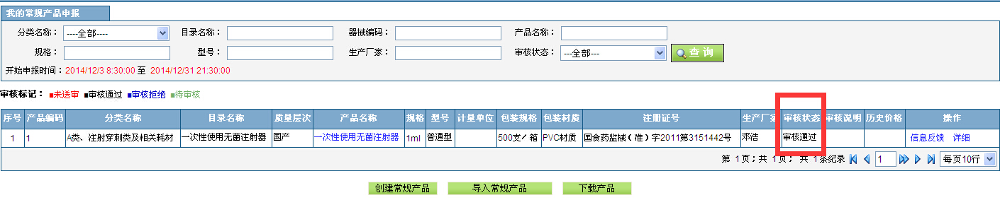 我的常规产品申报
分类名称： ----全部---- 目录名称： 器械编码： 产品名称：
规格： 型号： 生产厂家： 审核状态： ---全部--- 查 询
开始申报时间：2014/12/3 8:30:00 至 2014/12/31 21:30:00
审核标记： ■未送审 ■审核通过 ■审核拒绝 ■待审核
序号 产品编码 分类名称 目录名称 质量层次 产品名称 规格 型号 计量单位 包装规格 包装材质 注册证号 生产厂家 审核状态 审核说明 历史价格 操作
1 1 A类、注射穿刺类及相关耗材 一次性使用无菌注射器 国产 一次性使用无菌注射器 1ml 普通型 500支／箱 PVC材质 国食药监械（准）字2011第3151442号 邓浩 审核通过 信息反馈 详细
第 1页；共 1页； 共 1条纪录 1 每页10行
创建常规产品 导入常规产品 下载产品